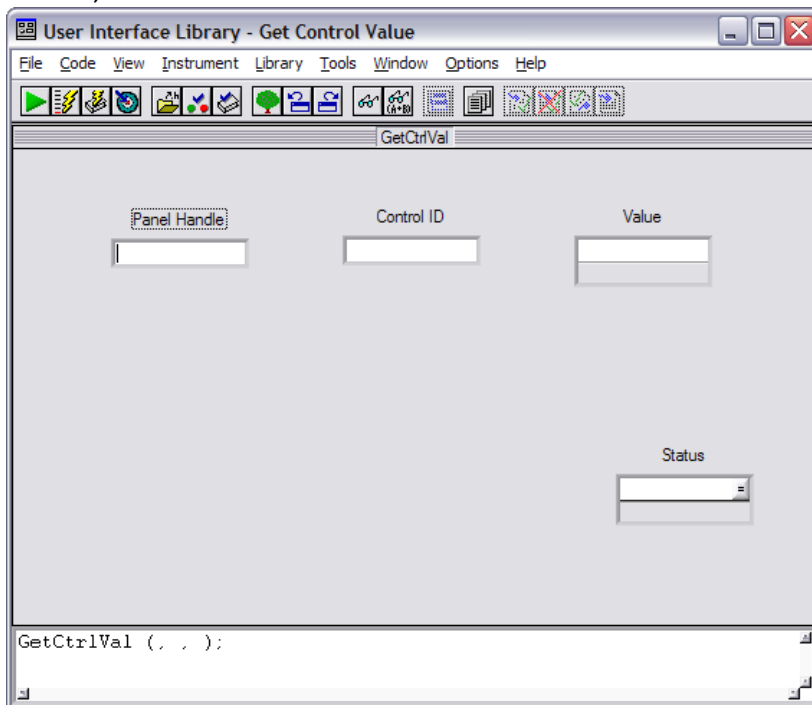 User Interface Library - Get Control Value
File Code View Instrument Library Tools Window Options Help
GetCtrlVal
Panel Handle Control ID Value
Status
=
GetCtrlVal (, , );